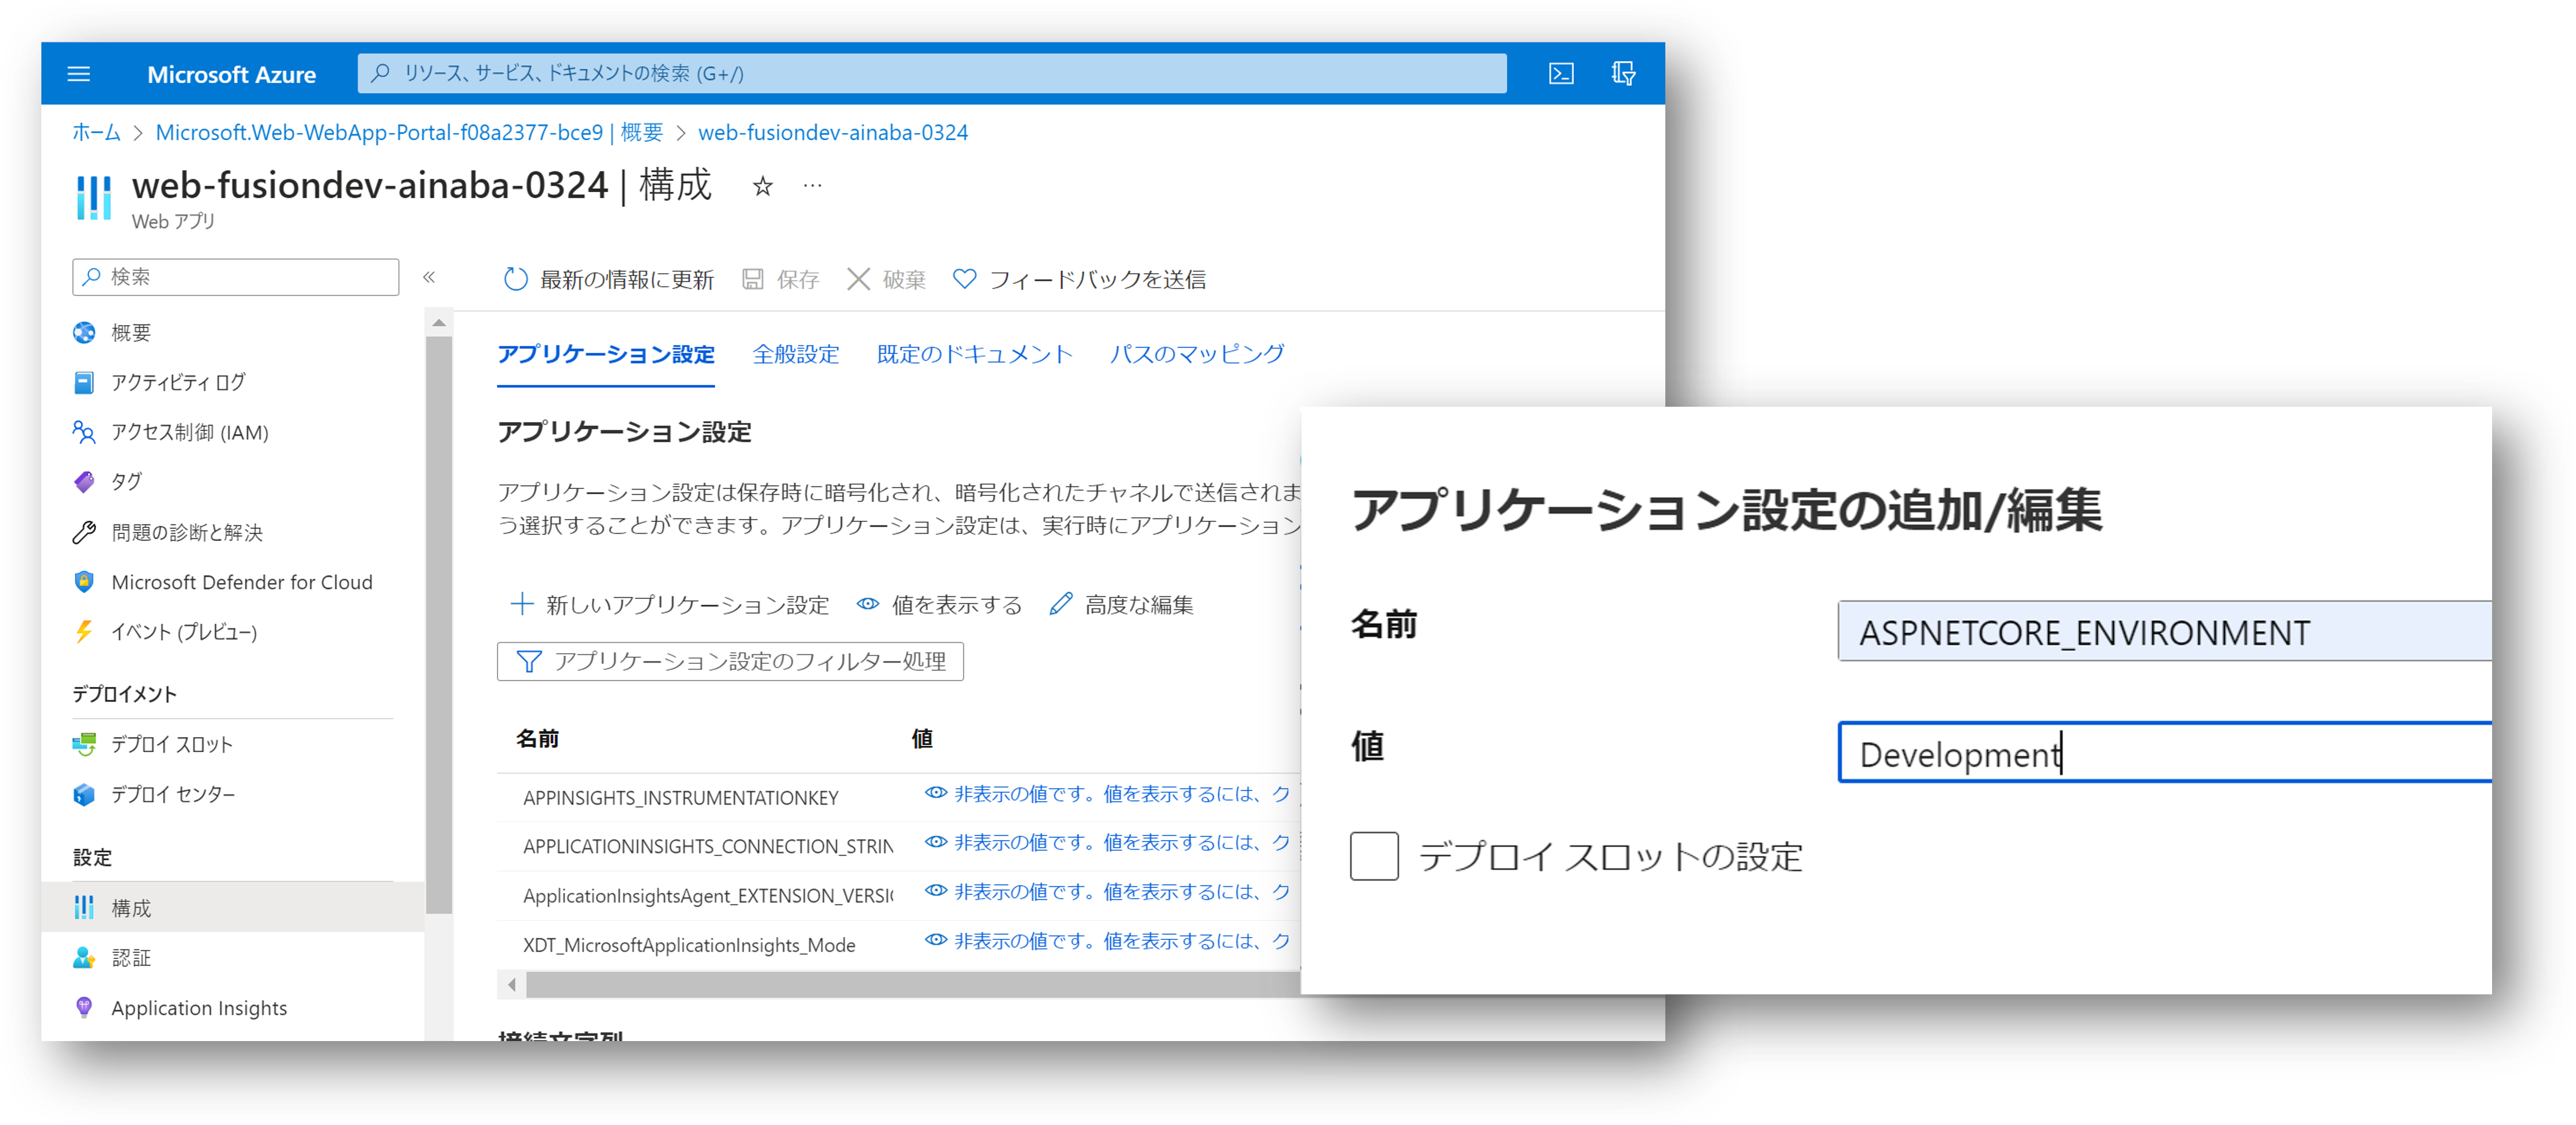 Microsoft Azure
リソース、サービス、ドキュメントの検索 (G+/)
ホーム > Microsoft.Web-WebApp-Portal-f08a2377-bce9 | 概要 > web-fusiondev-ainaba-0324
web-fusiondev-ainaba-0324 | 構成
Web アプリ
検索
概要
アクティビティ ログ
アクセス制御 (IAM)
タグ
問題の診断と解決
Microsoft Defender for Cloud
イベント (プレビュー)
デプロイメント
デプロイ スロット
デプロイ センター
設定
構成
認証
Application Insights
最新の情報に更新 保存 破棄 フィードバックを送信
アプリケーション設定 全般設定 既定のドキュメント パスのマッピング
アプリケーション設定
アプリケーション設定は保存時に暗号化され、暗号化されたチャネルで送信されま
う選択することができます。アプリケーション設定は、実行時にアプリケーション
新しいアプリケーション設定 値を表示する 高度な編集
アプリケーション設定のフィルター処理
名前 値
APPINSIGHTS_INSTRUMENTATIONKEY 非表示の値です。値を表示するには、ク
APPLICATIONINSIGHTS_CONNECTION_STRIN 非表示の値です。値を表示するには、ク
ApplicationInsightsAgent_EXTENSION_VERSI 非表示の値です。値を表示するには、ク
XDT_MicrosoftApplicationInsights_Mode 非表示の値です。値を表示するには、ク
接続文字列
アプリケーション設定の追加/編集
名前 ASPNETCORE_ENVIRONMENT
値 Development
デプロイ スロットの設定